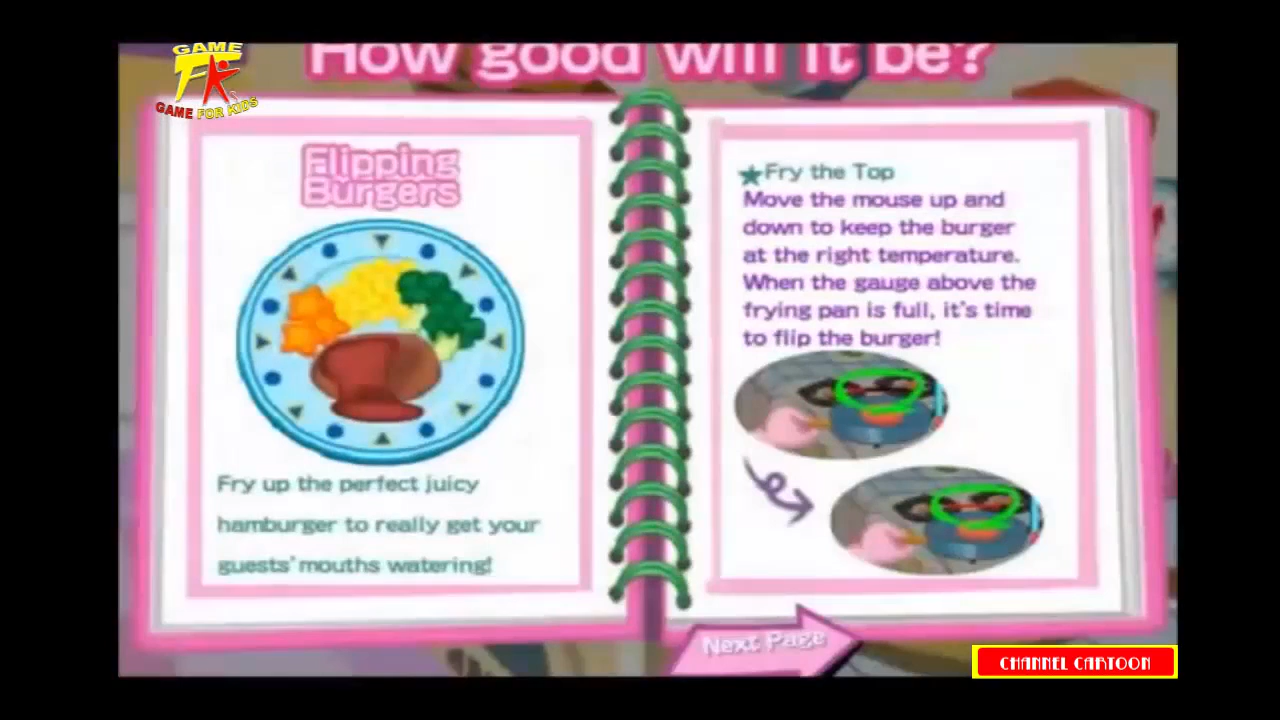 How good will it be?
GAME
FK
GAME FOR KIDS
Flipping
Burgers
Fry up the perfect juicy
hamburger to really get your
guests' mouths watering!
★Fry the Top
Move the mouse up and
down to keep the burger
at the right temperature.
When the gauge above the
frying pan is full, it's time
to flip the burger!
Next Page
CHANNEL CARTOON